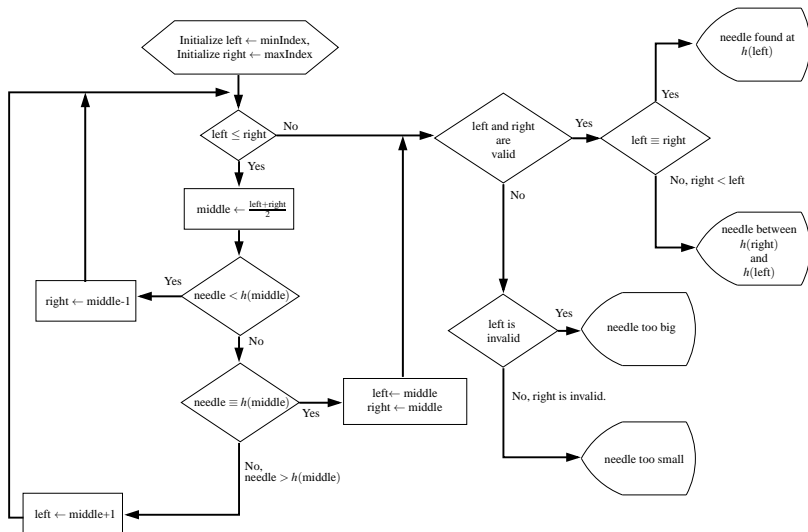 Initialize left ← minIndex,
Initialize right ← maxIndex
left ≤ right
No
Yes
middle ← left+right
2
needle < h(middle)
Yes
right ← middle-1
No
needle ≡ h(middle)
Yes
left← middle
right ← middle
No,
needle > h(middle)
left ← middle+1
left and right
are
valid
Yes
left ≡ right
Yes
needle found at
h(left)
No, right < left
needle between
h(right)
and
h(left)
No
left is
invalid
Yes
needle too big
No, right is invalid.
needle too small